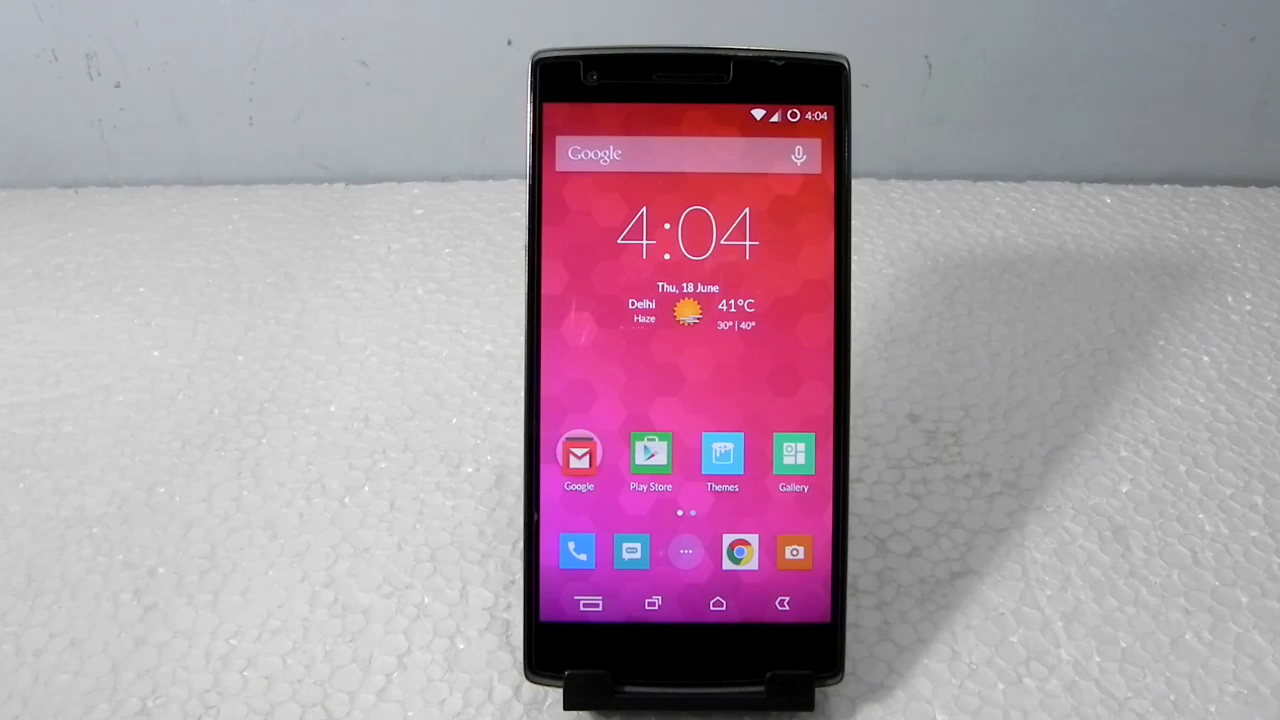 4:04
Google
4:04
Thu, 18 June
Delhi 41°C
Haze 30° | 40°
Google Play Store Themes Gallery